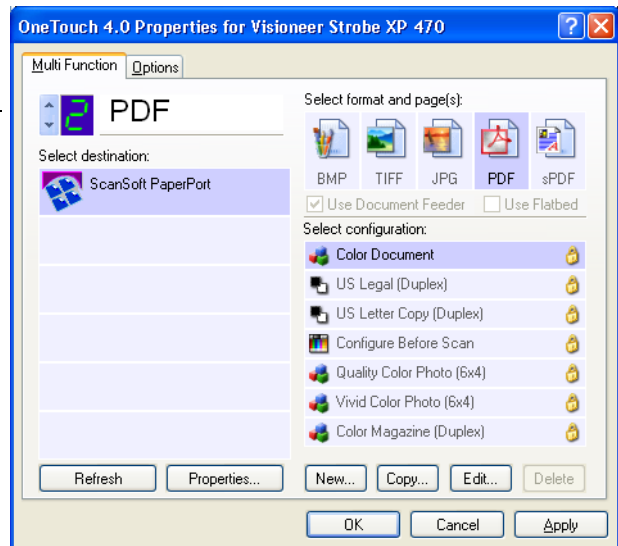 OneTouch 4.0 Properties for Visioneer Strobe XP 470
Multi Function
Options
2
PDF
Select destination:
ScanSoft PaperPort
Refresh
Properties...
Select format and page(s):
BMP TIFF JPG PDF sPDF
Use Document Feeder
Use Flatbed
Select configuration:
Color Document
US Legal (Duplex)
US Letter Copy (Duplex)
Configure Before Scan
Quality Color Photo (6x4)
Vivid Color Photo (6x4)
Color Magazine (Duplex)
New... Copy... Edit... Delete
OK Cancel Apply